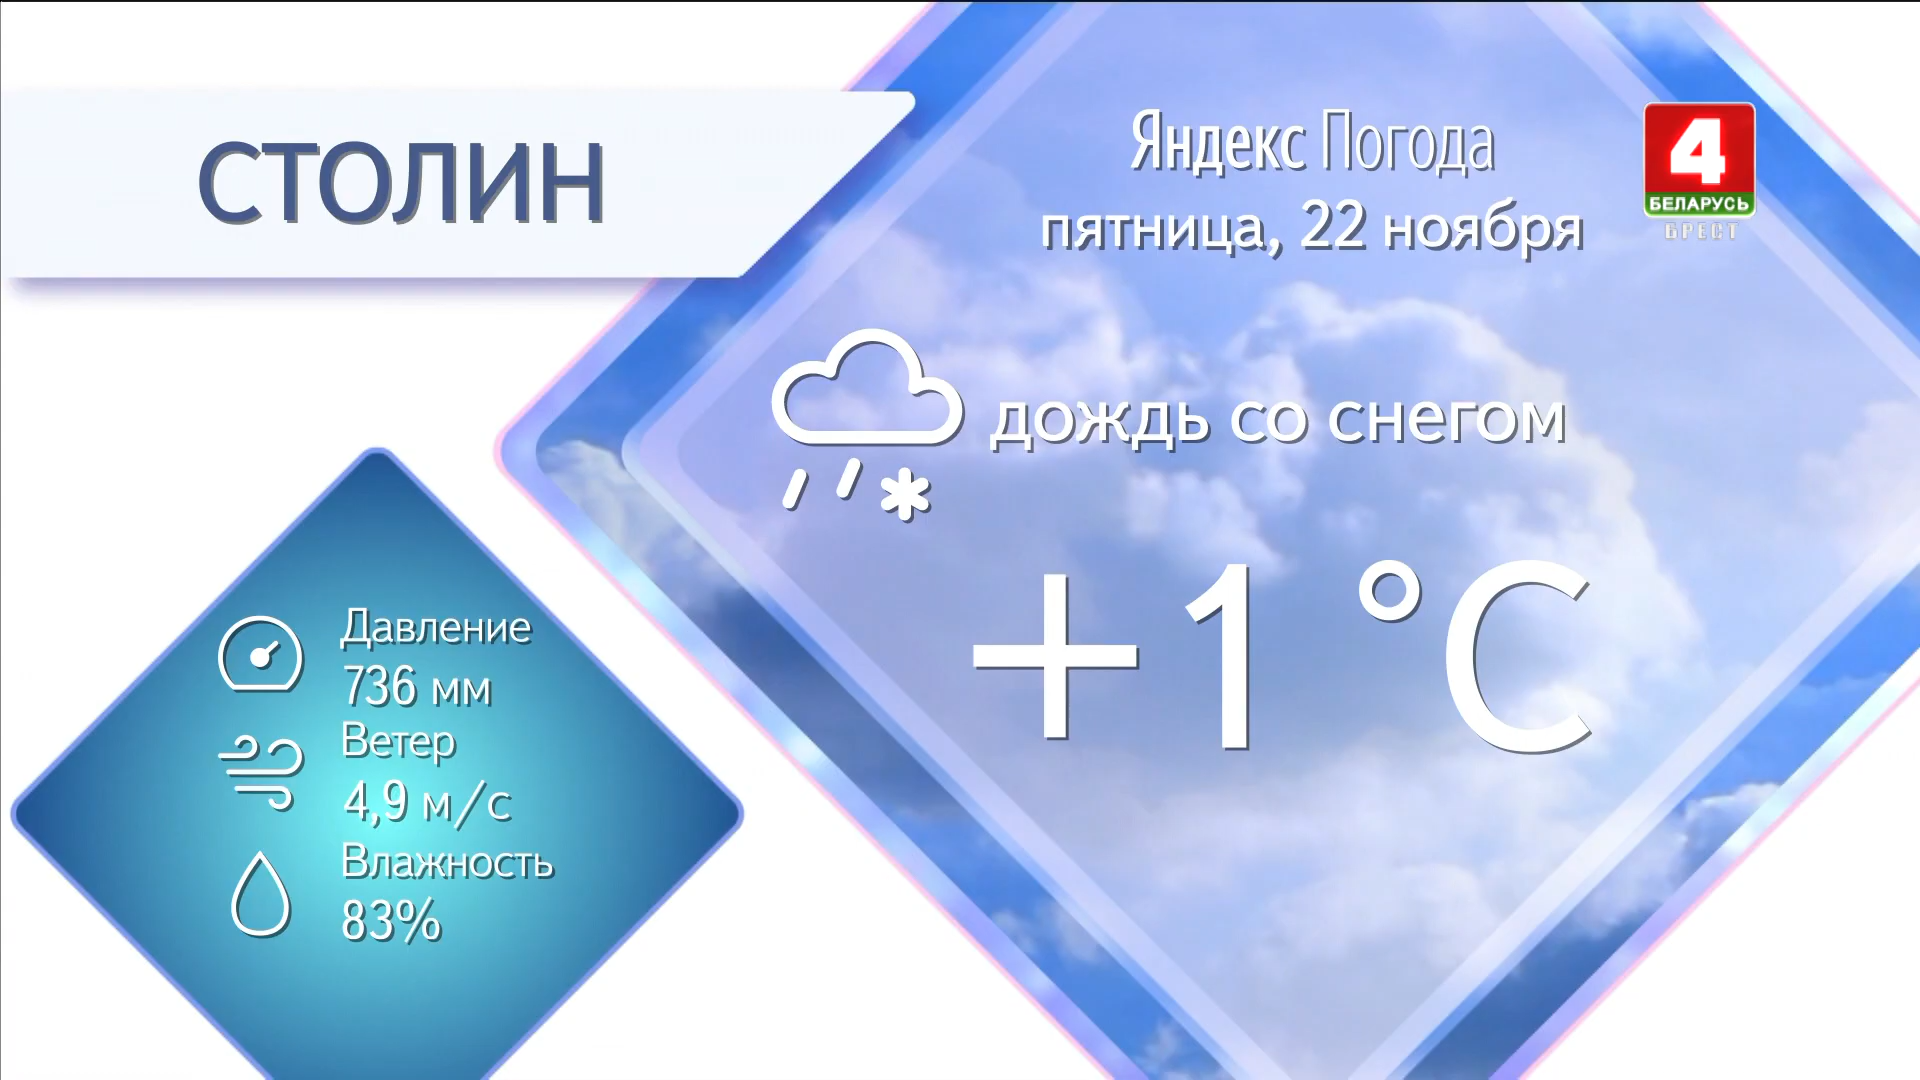 СТОЛИН
Яндекс Погода
пятница, 22 ноября
4
БЕЛАРУСЬ
БРЕСТ
дождь со снегом
+1 °C
Давление
736 мм
Ветер
4,9 м/с
Влажность
83%